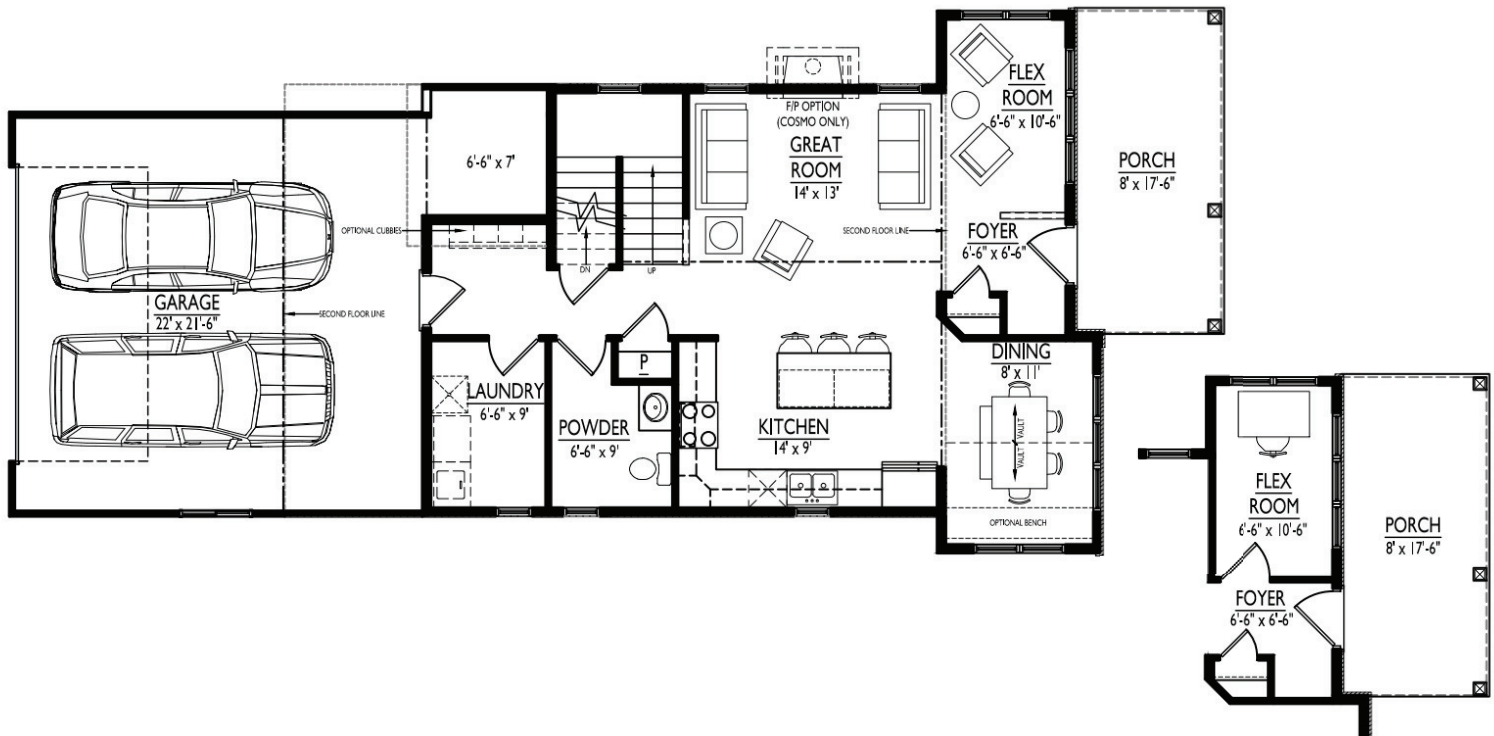 FLEX
ROOM
6'-6" x 10'-6"
F/P OPTION
(COSMO ONLY)
GREAT
ROOM
14' x 13'
6'-6" x 7'
PORCH
8' x 17'-6"
OPTIONAL CUBBIES
SECOND FLOOR LINE
FOYER
6'-6" x 6'-6"
DN
UP
GARAGE
22' x 21'-6"
SECOND FLOOR LINE
P
DINING
8' x 11'
LAUNDRY
6'-6" x 9'
POWDER
6'-6" x 9'
KITCHEN
14' x 9'
VAULT
VAULT
OPTIONAL BENCH
FLEX
ROOM
6'-6" x 10'-6"
PORCH
8' x 17'-6"
FOYER
6'-6" x 6'-6"